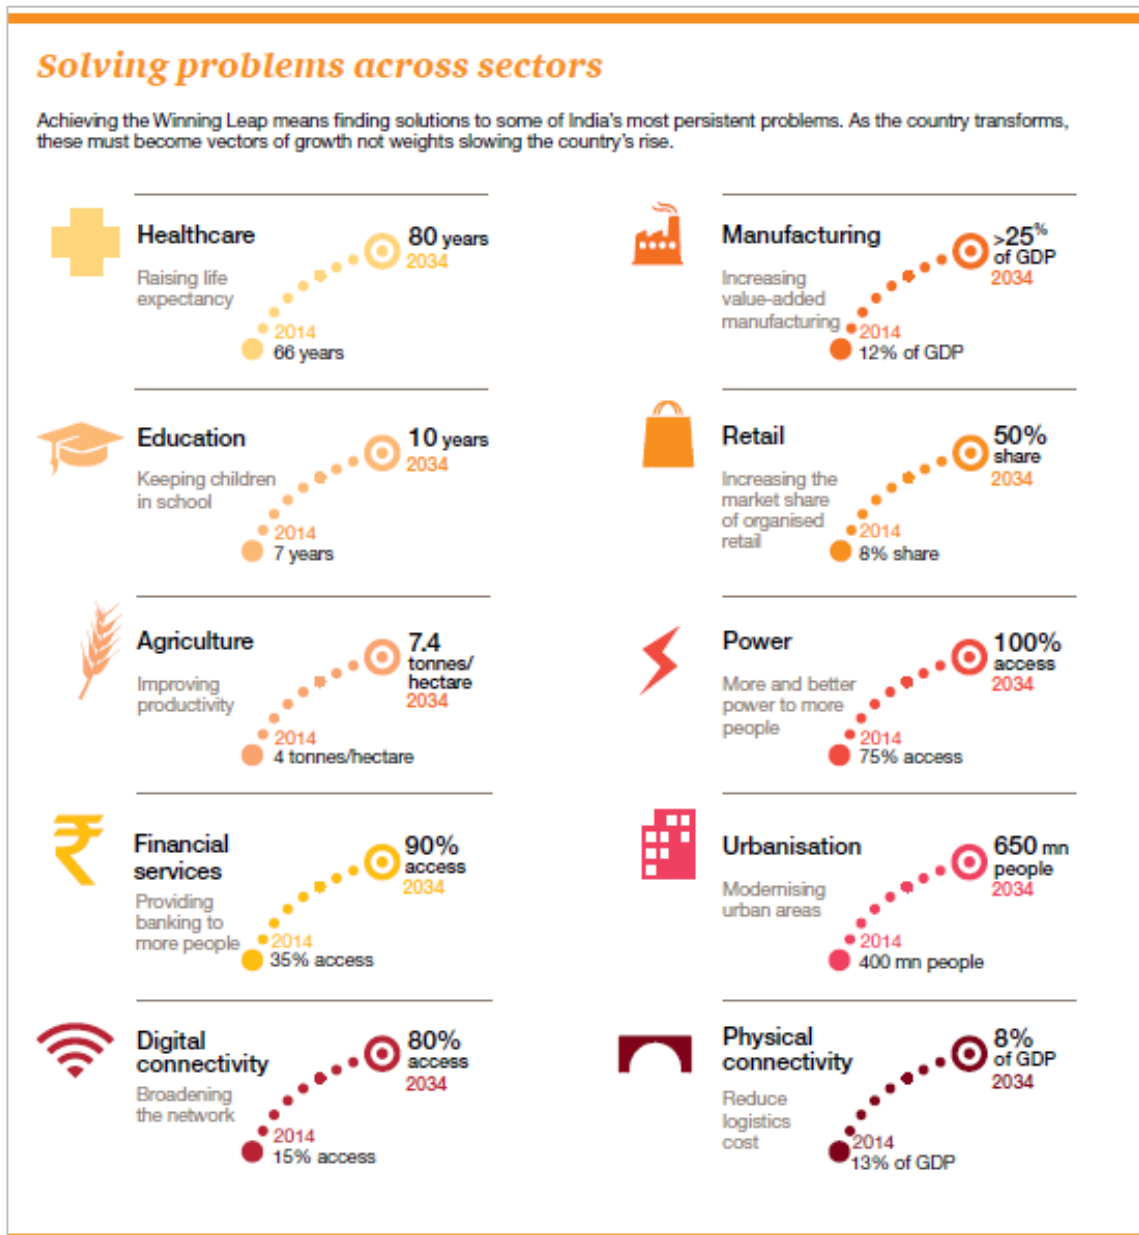 Solving problems across sectors
Achieving the Winning Leap means finding solutions to some of India's most persistent problems. As the country transforms,
these must become vectors of growth not weights slowing the country's rise.
Healthcare
Raising life
expectancy
80 years
2034
2014
66 years
Manufacturing
Increasing
value-added
manufacturing
>25%
of GDP
2034
2014
12% of GDP
Education
Keeping children
in school
10 years
2034
2014
7 years
Retail
Increasing the
market share
of organised
retail
50%
share
2034
2014
8% share
Agriculture
Improving
productivity
7.4
tonnes/
hectare
2034
2014
4 tonnes/hectare
Power
More and better
power to more
people
100%
access
2034
2014
75% access
Financial
services
Providing
banking to
more people
90%
access
2034
2014
35% access
Urbanisation
Modernising
urban areas
650 mn
people
2034
2014
400 mn people
Digital
connectivity
Broadening
the network
80%
access
2034
2014
15% access
Physical
connectivity
Reduce
logistics
cost
8%
of GDP
2034
2014
13% of GDP